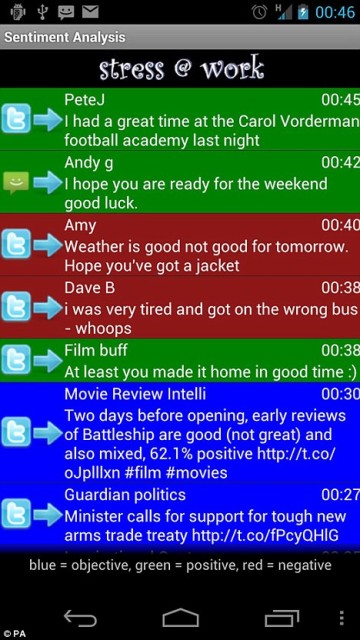 00:46
Sentiment Analysis
stress @ work
PeteJ 00:45
I had a great time at the Carol Vorderman
football academy last night
Andy g 00:42
I hope you are ready for the weekend
good luck.
Amy 00:40
Weather is good not good for tomorrow.
Hope you've got a jacket
Dave B 00:38
i was very tired and got on the wrong bus
- whoops
Film buff 00:38
At least you made it home in good time :)
Movie Review Intelli 00:30
Two days before opening, early reviews
of Battleship are good (not great) and
also mixed, 62.1% positive http://t.co/
oJplllxn #film #movies
Guardian politics 00:27
Minister calls for support for tough new
arms trade treaty http://t.co/fPcyQHlG
blue = objective, green = positive, red = negative
© PA